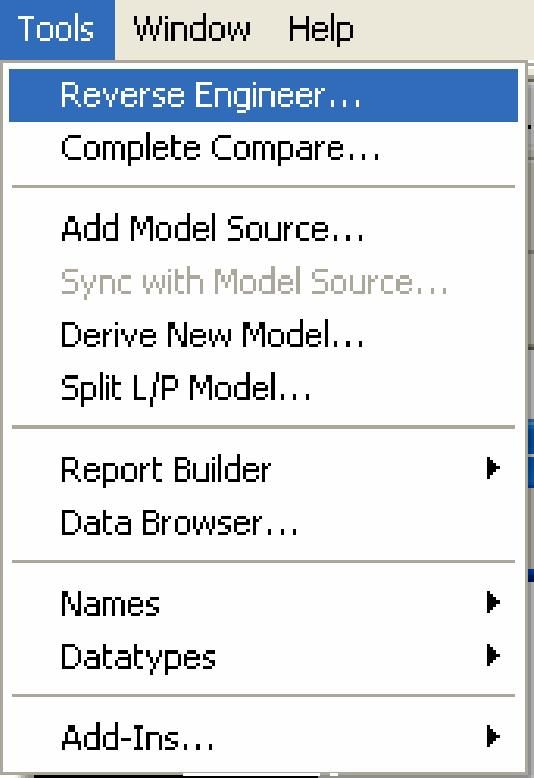 Tools Window Help
Reverse Engineer...
Complete Compare...
Add Model Source...
Sync with Model Source...
Derive New Model...
Split L/P Model...
Report Builder
Data Browser...
Names
Datatypes
Add-Ins...